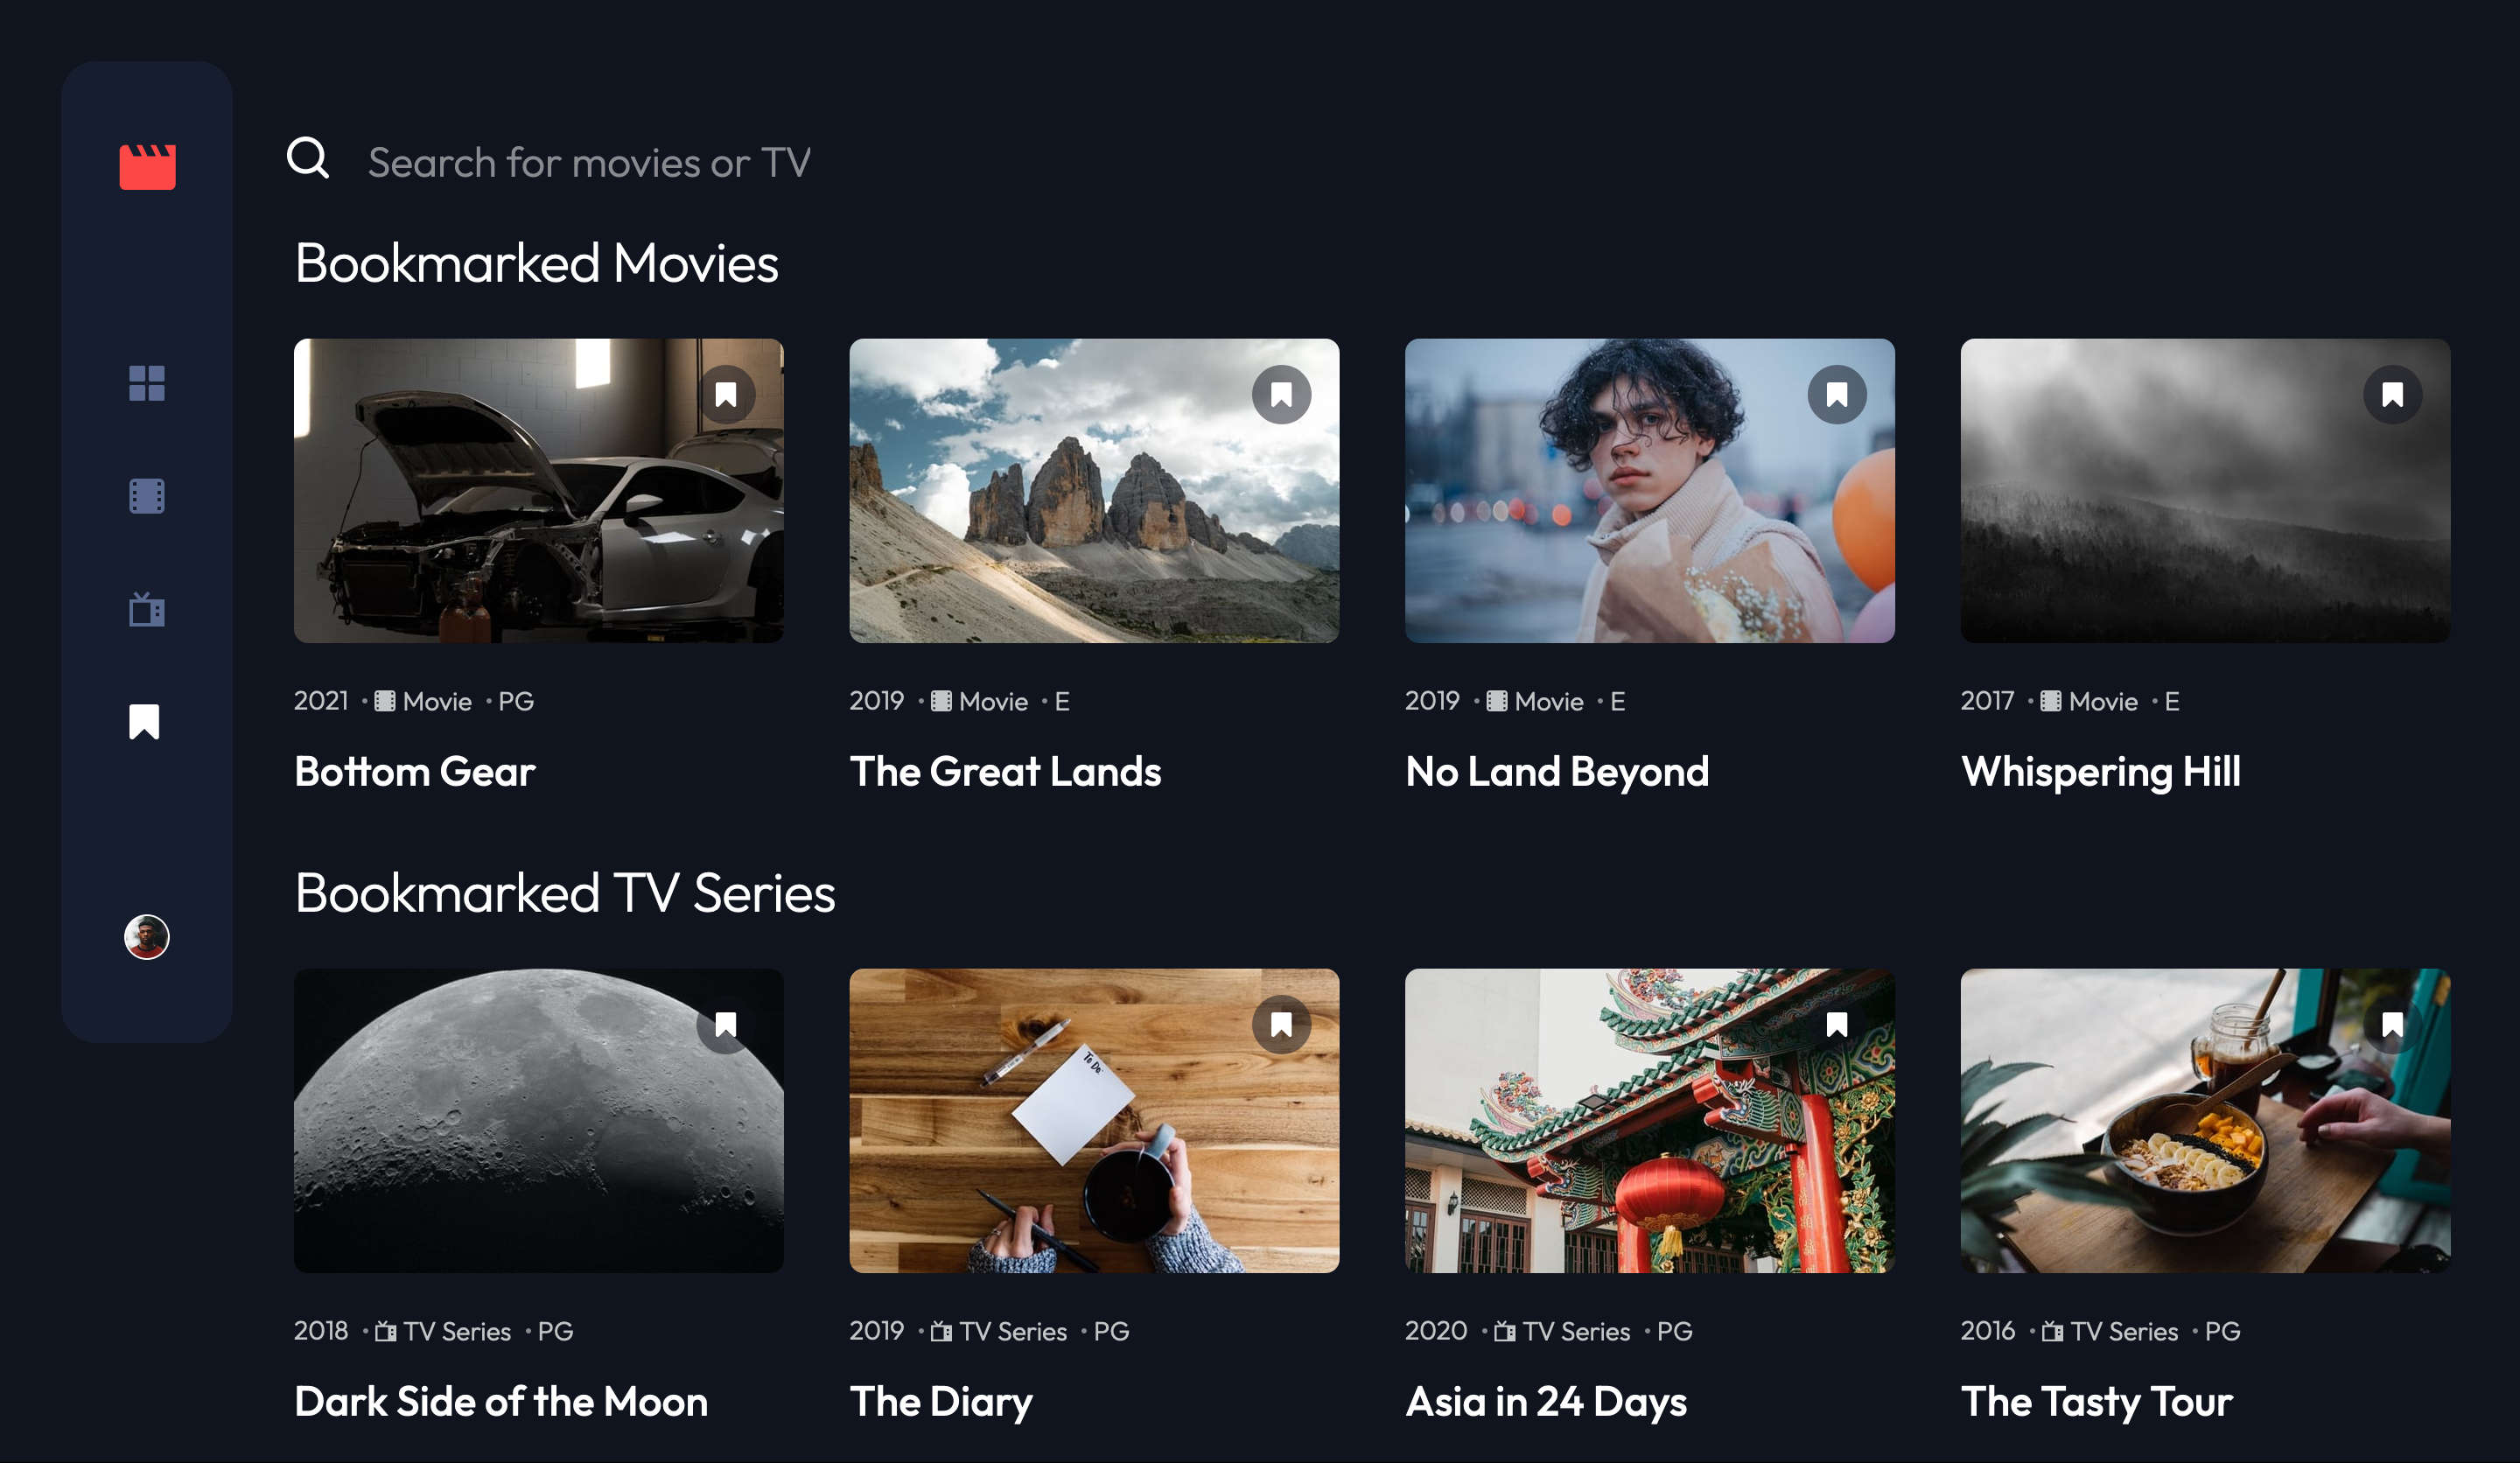 Search for movies or TV
Bookmarked Movies
2021 • Movie • PG
Bottom Gear
2019 • Movie • E
The Great Lands
2019 • Movie • E
No Land Beyond
2017 • Movie • E
Whispering Hill
Bookmarked TV Series
To Do:
2018 • TV Series • PG
Dark Side of the Moon
2019 • TV Series • PG
The Diary
2020 • TV Series • PG
Asia in 24 Days
2016 • TV Series • PG
The Tasty Tour